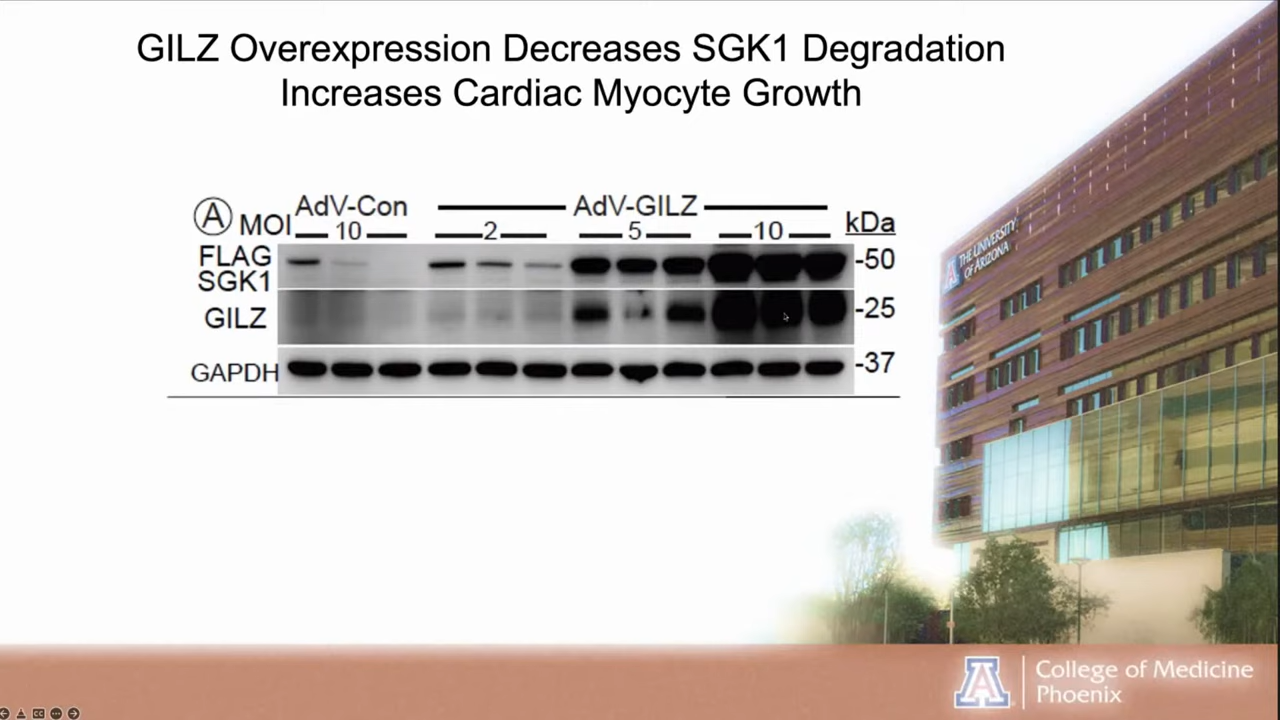 GILZ Overexpression Decreases SGK1 Degradation
Increases Cardiac Myocyte Growth
A
AdV-Con
AdV-GILZ
MOI
10
2
5
10
kDa
FLAG
SGK1
-50
GILZ
-25
GAPDH
-37
THE UNIVERSITY
OF ARIZONA
A
College of Medicine
Phoenix